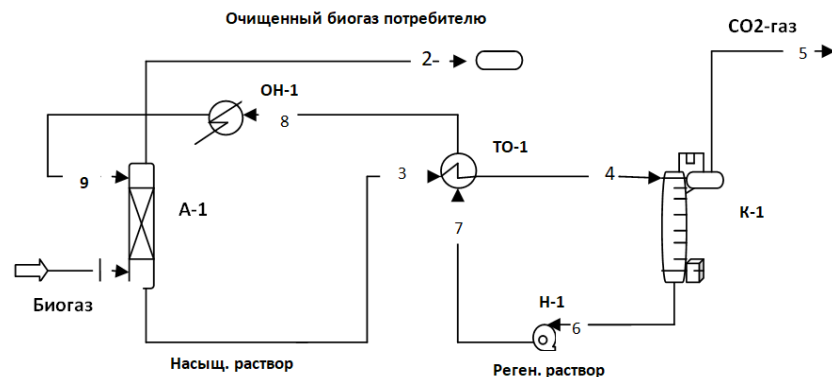 Очищенный биогаз потребителю
СО2-газ
2-
5
ОН-1
8
ТО-1
9
А-1
3
4
К-1
7
Биогаз
Н-1
6
Насыщ. раствор
Реген. раствор